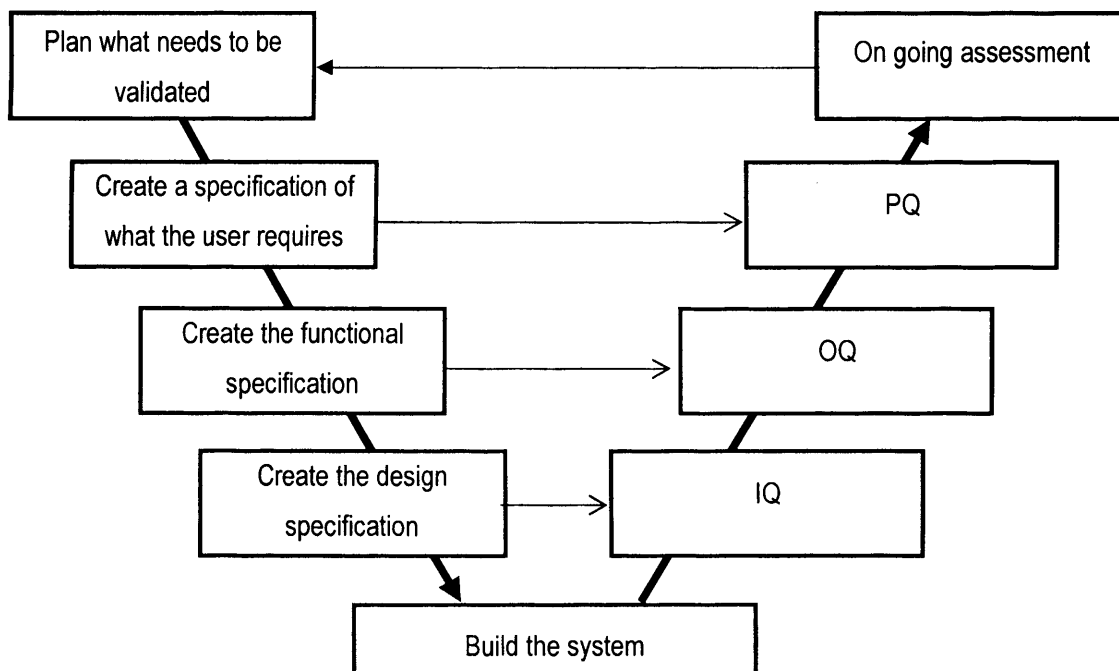 Plan what needs to be
validated
On going assessment
Create a specification of
what the user requires
PQ
Create the functional
specification
OQ
Create the design
specification
IQ
Build the system